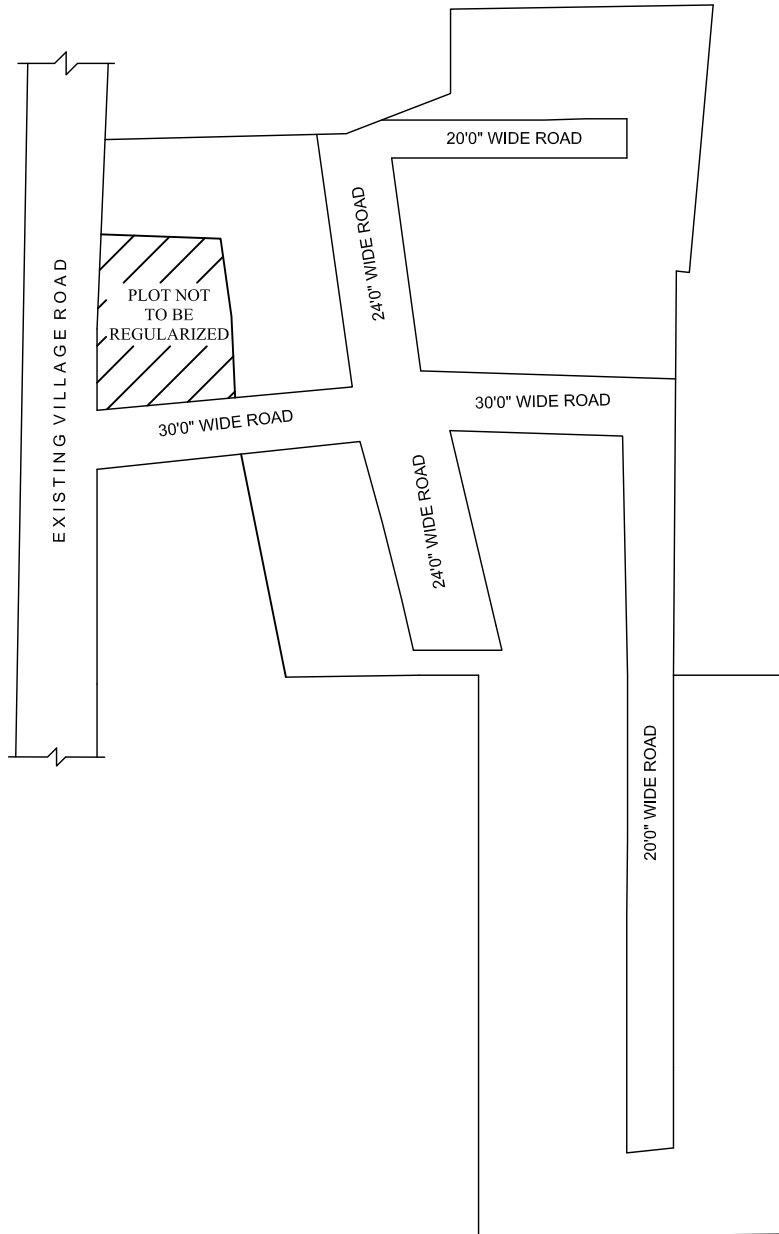 20'0" WIDE ROAD
24'0" WIDE ROAD
EXISTING VILLAGE ROAD
PLOT NOT
TO BE
REGULARIZED
30'0" WIDE ROAD
30'0" WIDE ROAD
24'0" WIDE ROAD
20'0" WIDE ROAD